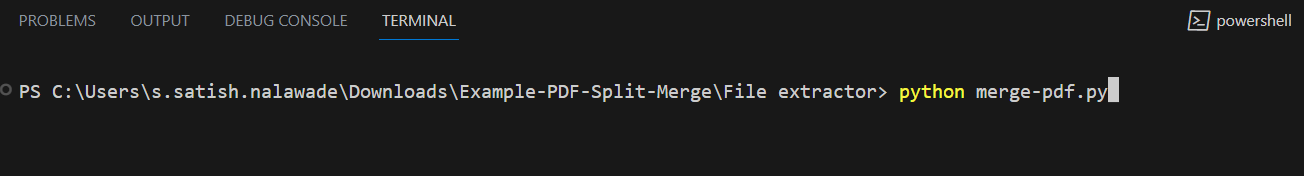 PROBLEMS OUTPUT DEBUG CONSOLE TERMINAL powershell
PS C:\Users\s.satish.nalawade\Downloads\Example-PDF-Split-Merge\File extractor> python merge-pdf.py